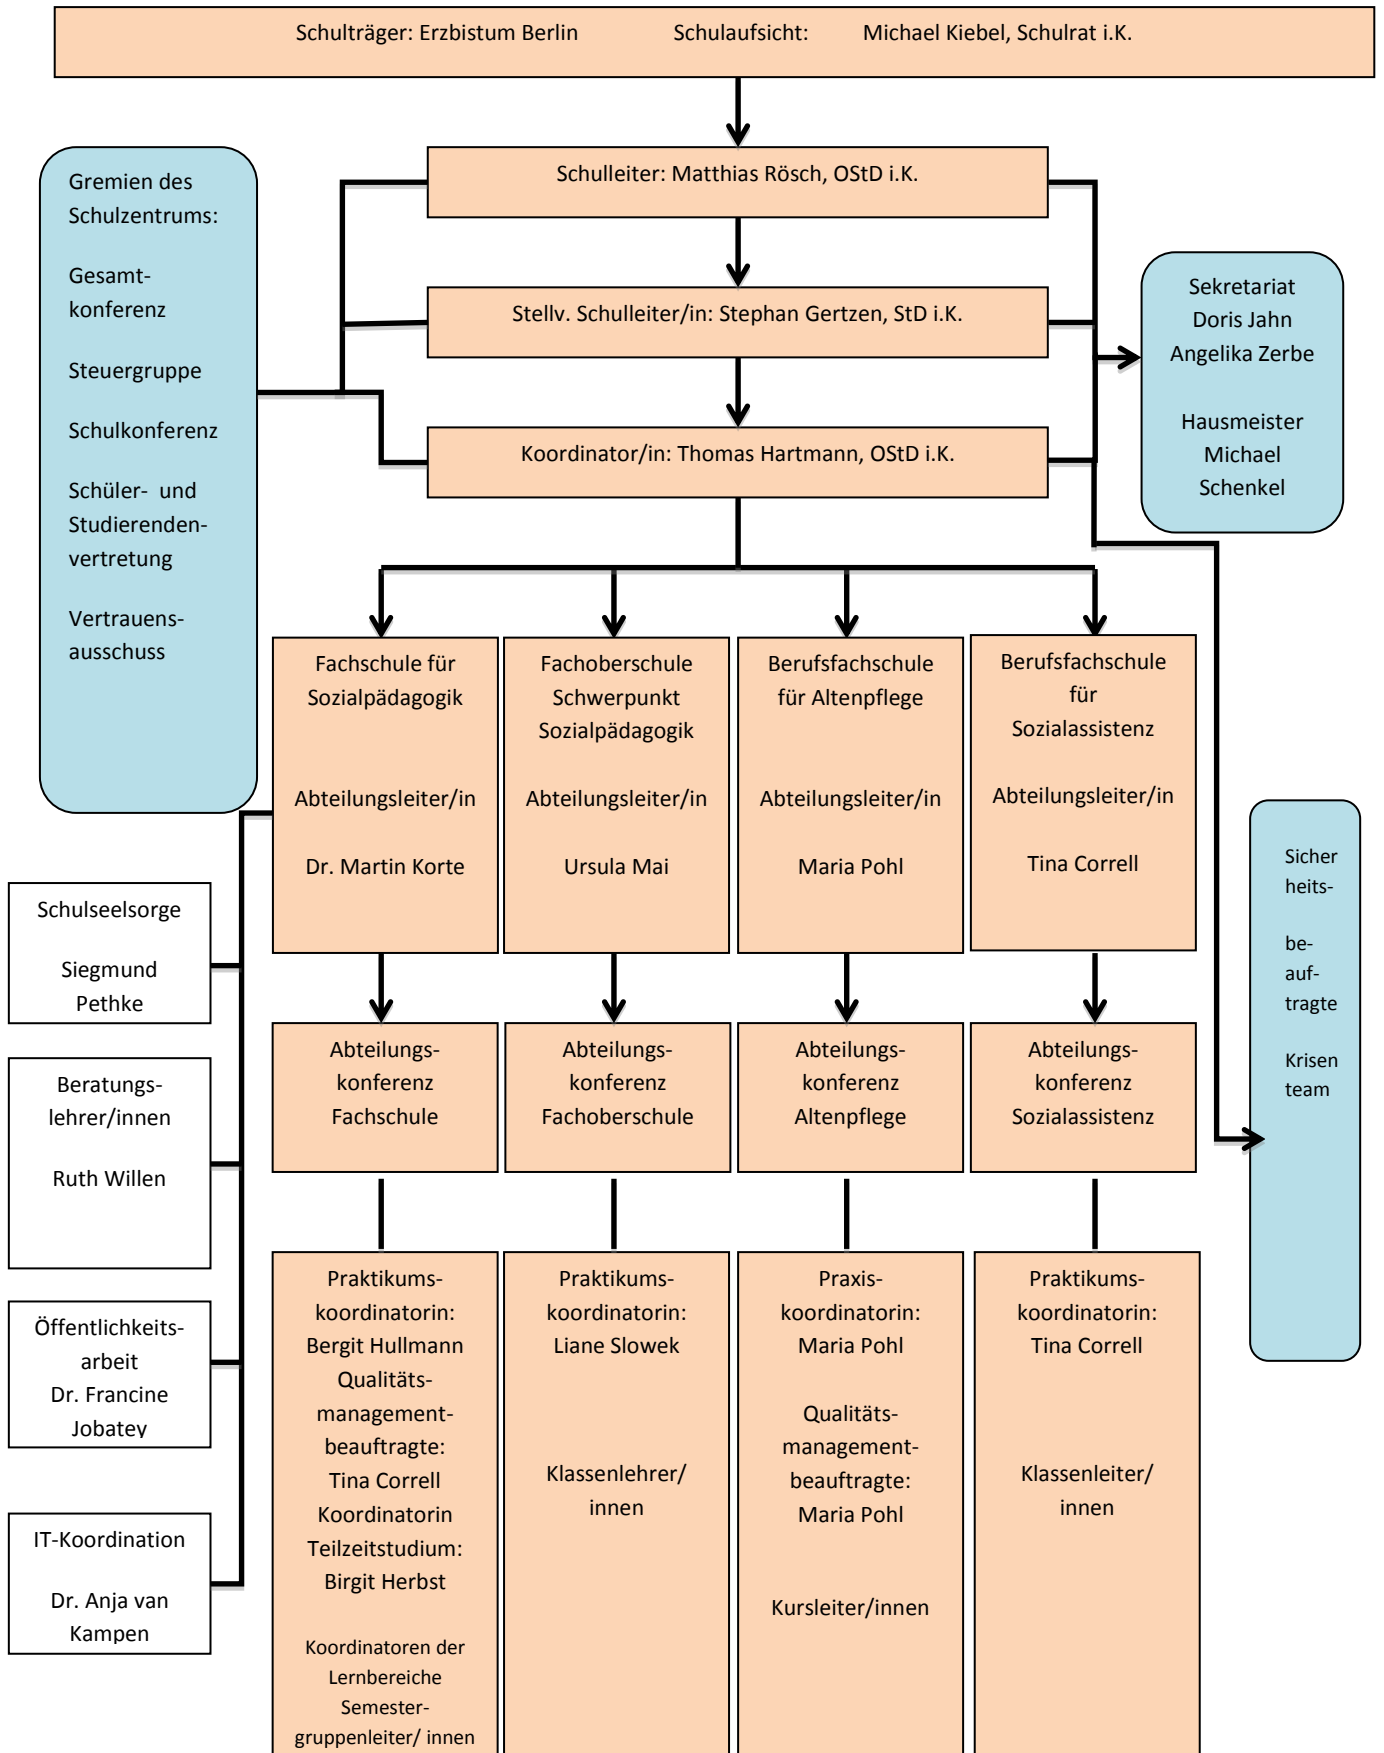 Schulträger: Erzbistum Berlin Schulaufsicht: Michael Kiebel, Schulrat i.K.
Schulleiter: Matthias Rösch, OStD i.K.
Stellv. Schulleiter/in: Stephan Gertzen, StD i.K.
Koordinator/in: Thomas Hartmann, OStD i.K.
Gremien des
Schulzentrums:
Gesamt-
konferenz
Steuergruppe
Schulkonferenz
Schüler- und
Studierenden-
vertretung
Vertrauens-
ausschuss
Sekretariat
Doris Jahn
Angelika Zerbe
Hausmeister
Michael
Schenkel
Fachschule für
Sozialpädagogik
Abteilungsleiter/in
Dr. Martin Korte
Fachoberschule
Schwerpunkt
Sozialpädagogik
Abteilungsleiter/in
Ursula Mai
Berufsfachschule
für Altenpflege
Abteilungsleiter/in
Maria Pohl
Berufsfachschule
für
Sozialassistenz
Abteilungsleiter/in
Tina Correll
Sicher
heits-
be-
auf-
tragte
Krisen
team
Schulseelsorge
Siegmund
Pethke
Beratungs-
lehrer/innen
Ruth Willen
Öffentlichkeits-
arbeit
Dr. Francine
Jobatey
IT-Koordination
Dr. Anja van
Kampen
Abteilungs-
konferenz
Fachschule
Abteilungs-
konferenz
Fachoberschule
Abteilungs-
konferenz
Altenpflege
Abteilungs-
konferenz
Sozialassistenz
Praktikums-
koordinatorin:
Bergit Hullmann
Qualitäts-
management-
beauftragte:
Tina Correll
Koordinatorin
Teilzeitstudium:
Birgit Herbst
Koordinatoren der
Lernbereiche
Semester-
gruppenleiter/ innen
Praktikums-
koordinatorin:
Liane Slowek
Klassenlehrer/
innen
Praxis-
koordinatorin:
Maria Pohl
Qualitäts-
management-
beauftragte:
Maria Pohl
Kursleiter/innen
Praktikums-
koordinatorin:
Tina Correll
Klassenleiter/
innen